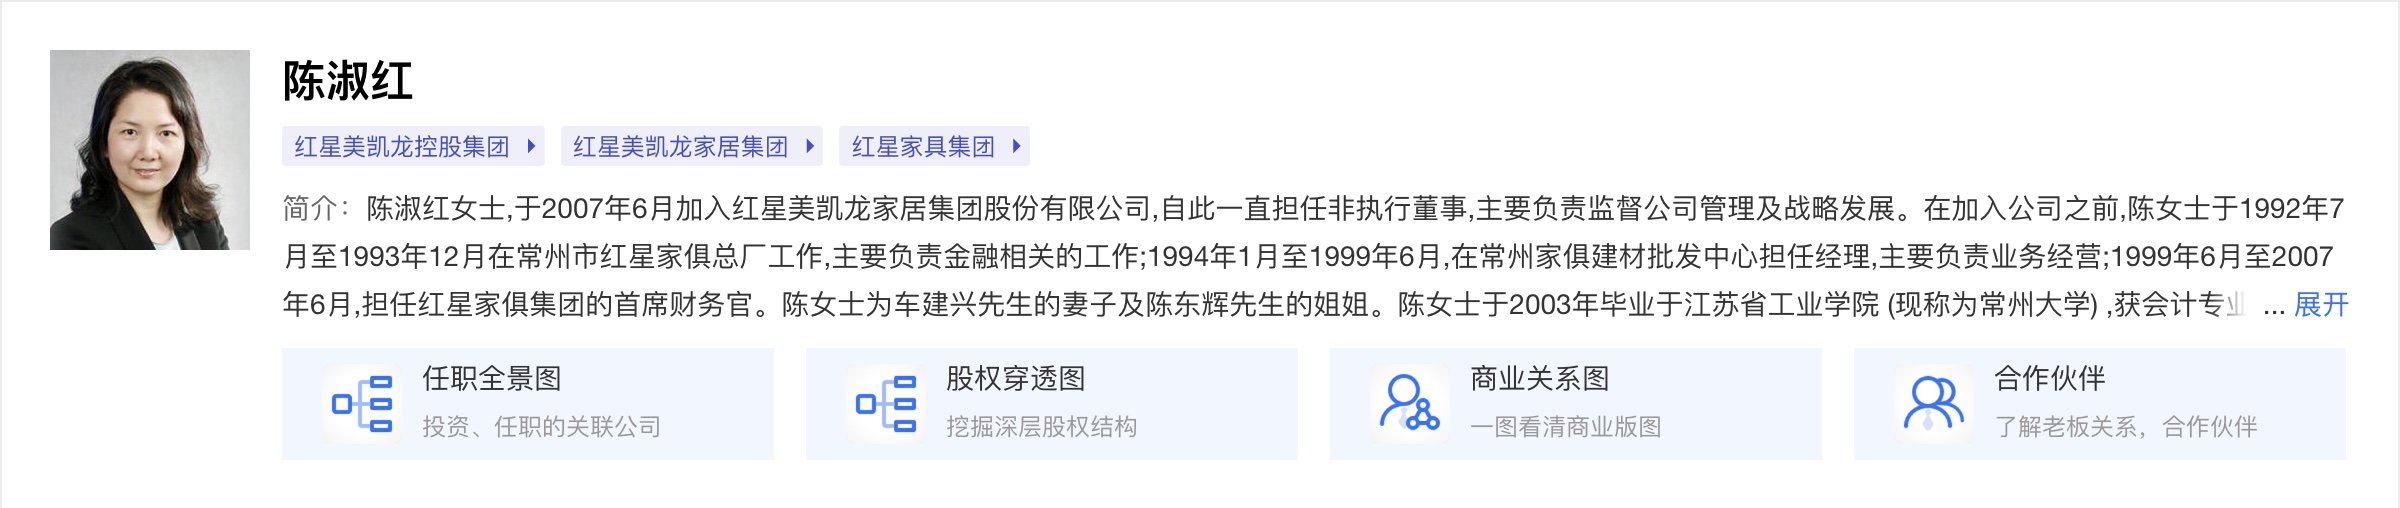 陈淑红
红星美凯龙控股集团 红星美凯龙家居集团 红星家具集团
简介：陈淑红女士,于2007年6月加入红星美凯龙家居集团股份有限公司,自此一直担任非执行董事,主要负责监督公司管理及战略发展。在加入公司之前,陈女士于1992年7
月至1993年12月在常州市红星家俱总厂工作,主要负责金融相关的工作;1994年1月至1999年6月,在常州家俱建材批发中心担任经理,主要负责业务经营;1999年6月至2007
年6月,担任红星家俱集团的首席财务官。陈女士为车建兴先生的妻子及陈东辉先生的姐姐。陈女士于2003年毕业于江苏省工业学院 (现称为常州大学) ,获会计专业 ... 展开
任职全景图 股权穿透图 商业关系图 合作伙伴
投资、任职的关联公司 挖掘深层股权结构 一图看清商业版图 了解老板关系，合作伙伴